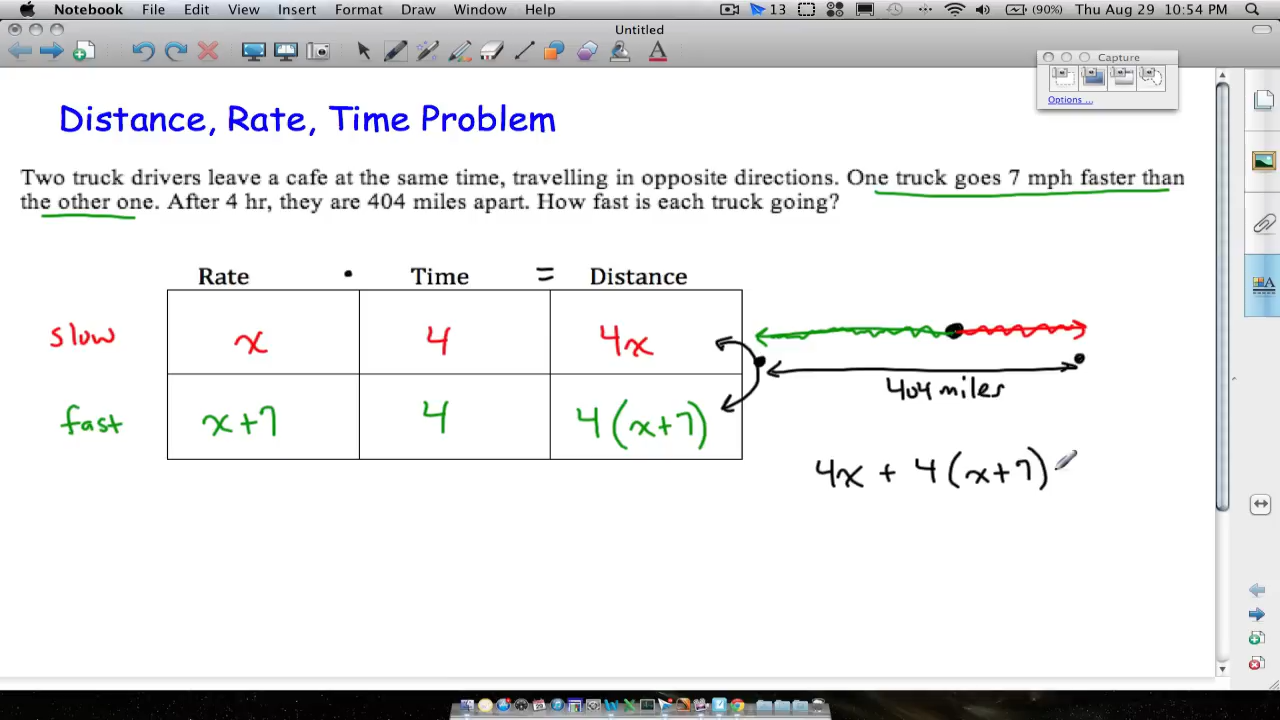 Notebook File Edit View Insert Format Draw Window Help 13 (90%) Thu Aug 29 10:54 PM
Untitled
Capture
Options ...
Distance, Rate, Time Problem
Two truck drivers leave a cafe at the same time, travelling in opposite directions. One truck goes 7 mph faster than
the other one. After 4 hr, they are 404 miles apart. How fast is each truck going?
Rate • Time = Distance
slow x 4 4x
404 miles
fast x+7 4 4(x+7)
4x + 4(x+7)